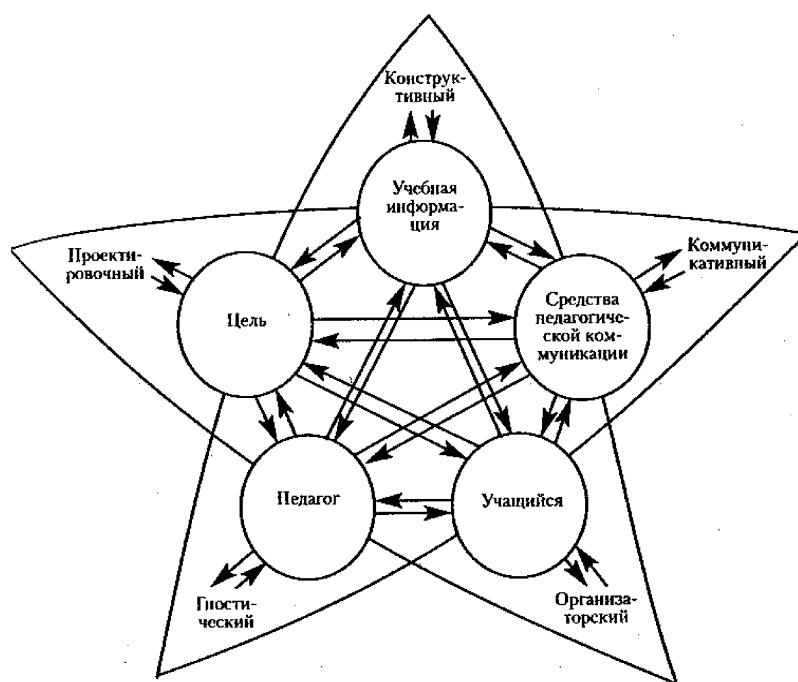 Конструк-
тивный
Учебная
информа-
ция
Проекти-
ровочный
Коммуни-
кативный
Цель
Средства
педагогиче-
ской ком-
муникации
Педагог
Учащийся
Гности-
ческий
Организа-
торский